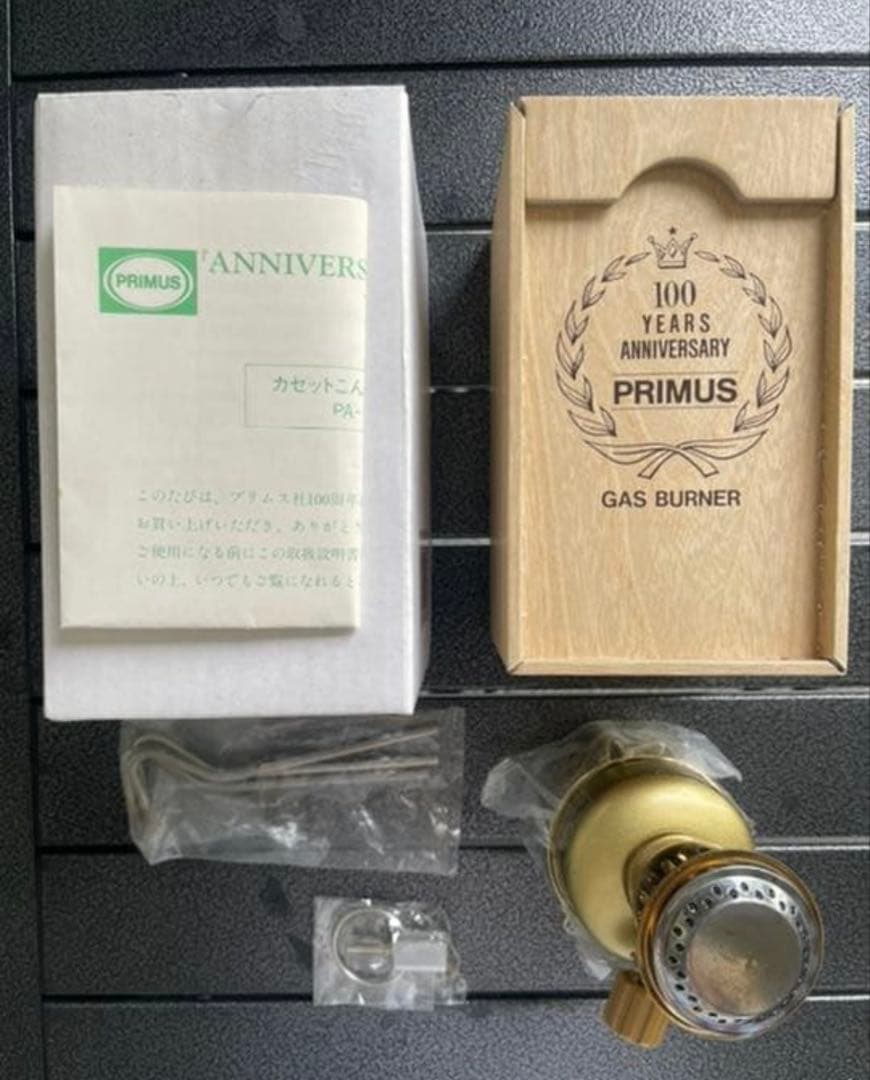 PRIMUS
『ANNIVERS
カセットこん
PA-
このたびは、プリムス社100周年
お買い上げいただき、ありがとう
ご使用になる前にこの取扱説明書
いの上、いつでもご覧になれると
100
YEARS
ANNIVERSARY
PRIMUS
GAS BURNER